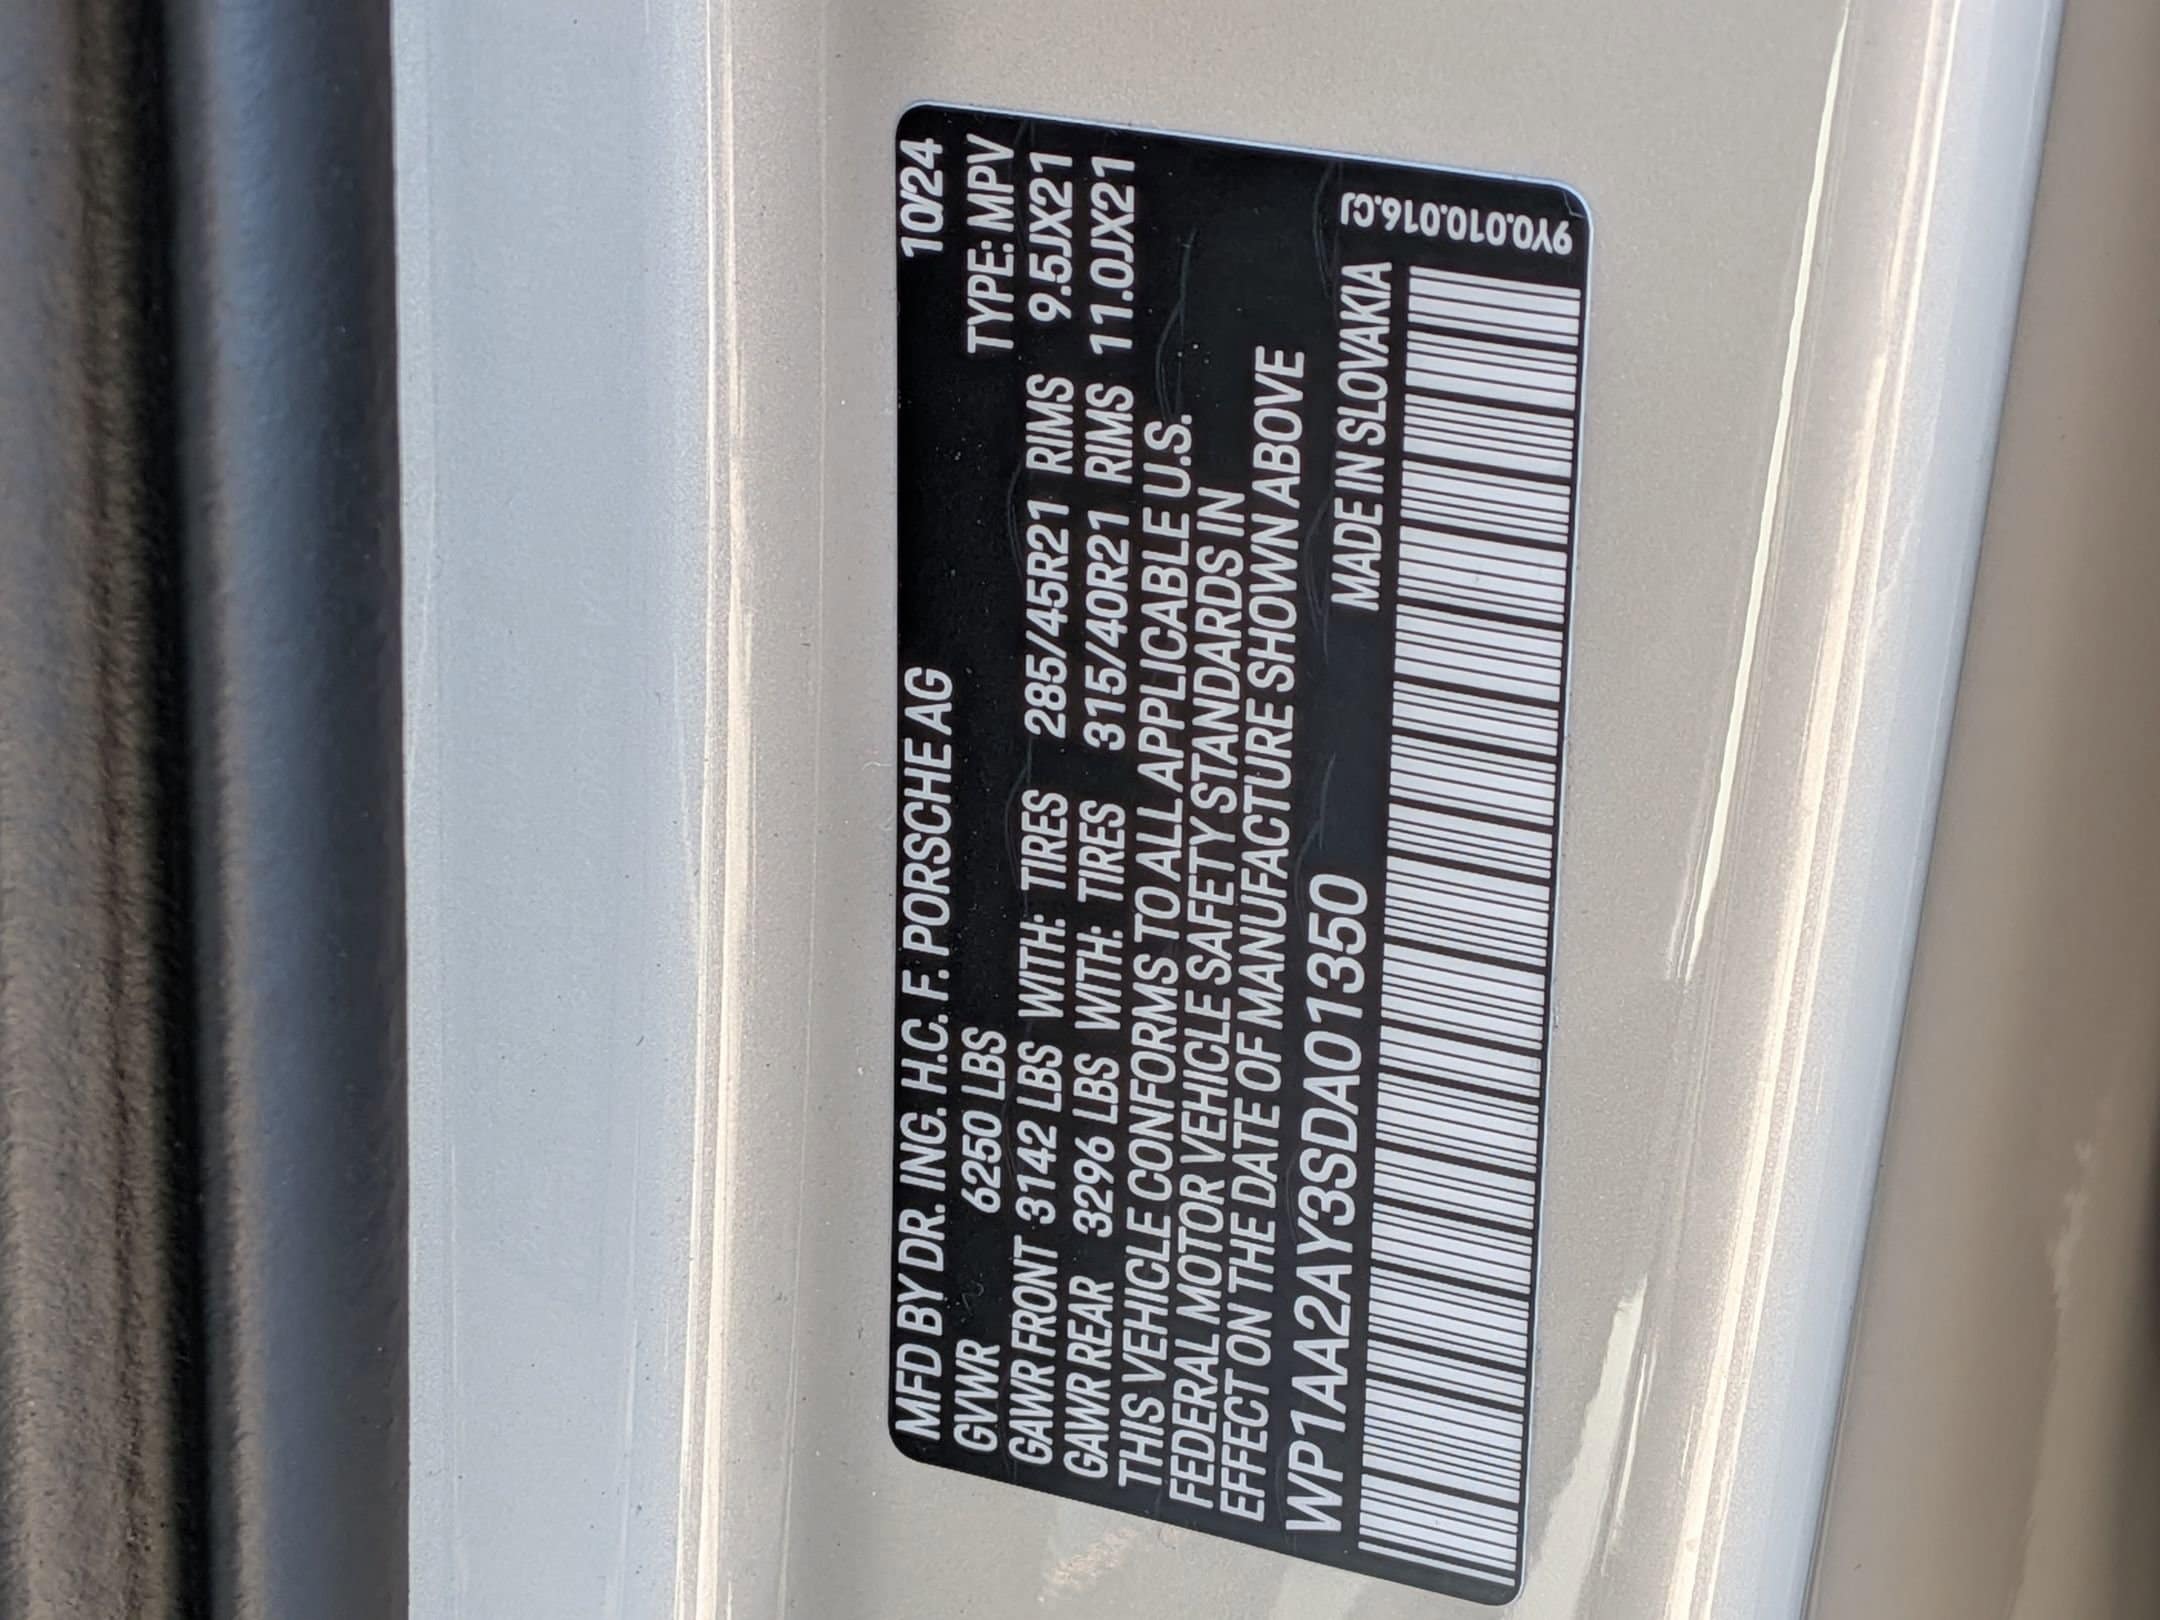 MFD BY DR. ING. H.C. F. PORSCHE AG 10/24
GVWR 6250 LBS TYPE: MPV
GAWR FRONT 3142 LBS WITH: TIRES 285/45R21 RIMS 9.5JX21
GAWR REAR 3296 LBS WITH: TIRES 315/40R21 RIMS 11.0JX21
THIS VEHICLE CONFORMS TO ALL APPLICABLE U.S.
FEDERAL MOTOR VEHICLE SAFETY STANDARDS IN
EFFECT ON THE DATE OF MANUFACTURE SHOWN ABOVE
WP1AA2AY3SDA01350 MADE IN SLOVAKIA
9Y0.010.016.CJ